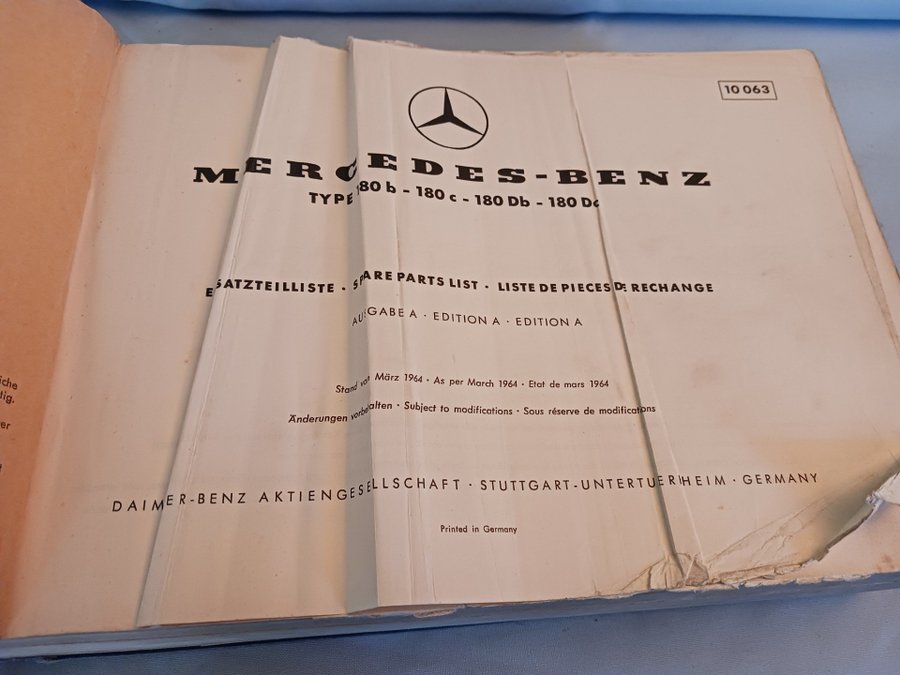 10 063
MERCEDES-BENZ
TYPE 180 b - 180 c - 180 Db - 180 Dc
ERSATZTEILLISTE · SPARE PARTS LIST · LISTE DE PIECES DE RECHANGE
AUSGABE A · EDITION A · EDITION A
Stand von März 1964 · As per March 1964 · Etat de mars 1964
Änderungen vorbehalten · Subject to modifications · Sous réserve de modifications
DAIMLER-BENZ AKTIENGESELLSCHAFT · STUTTGART-UNTERTUERKHEIM · GERMANY
Printed in Germany